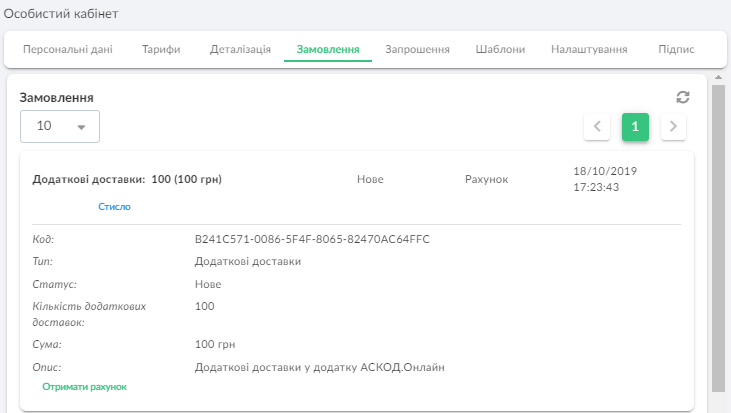 Особистий кабінет
Персональні дані Тарифи Деталізація Замовлення Запрошення Шаблони Налаштування Підпис
Замовлення
10
1
Додаткові доставки: 100 (100 грн) Нове Рахунок 18/10/2019
17:23:43
Стисло
Код: B241C571-0086-5F4F-8065-82470AC64FFC
Тип: Додаткові доставки
Статус: Нове
Кількість додаткових 100
доставок:
Сума: 100 грн
Опис: Додаткові доставки у додатку АСКОД.Онлайн
Отримати рахунок